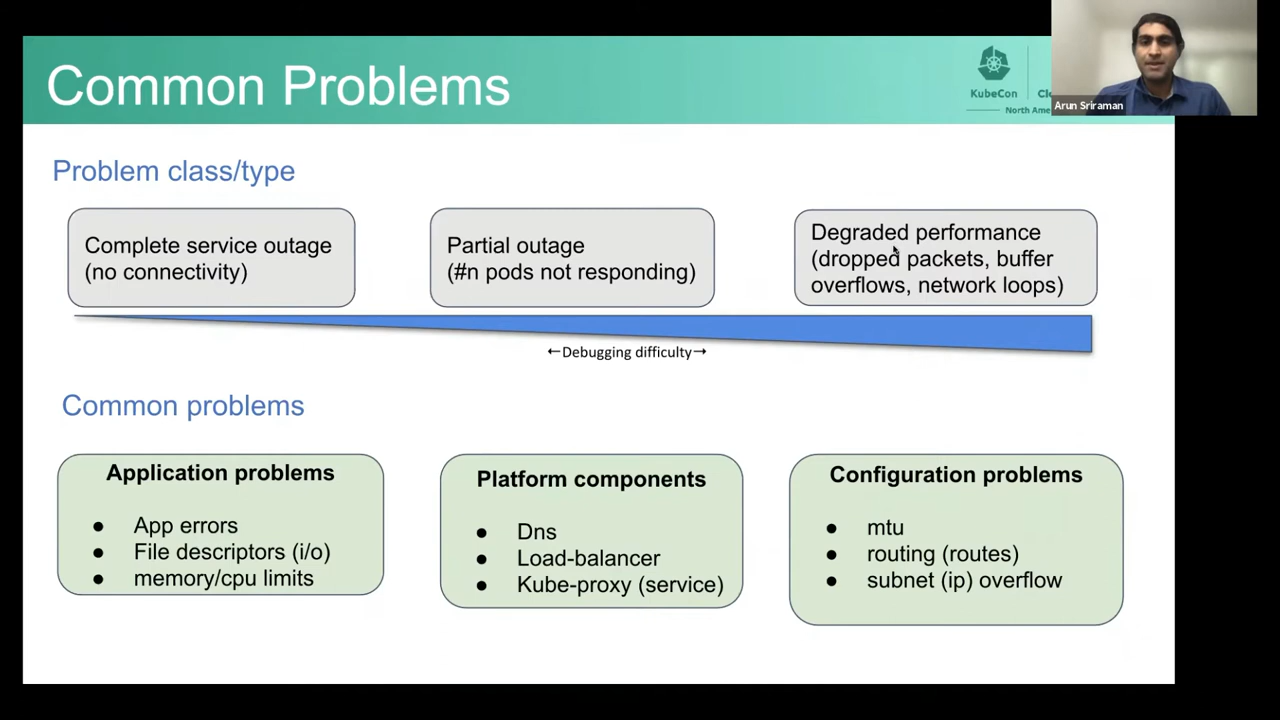 Common Problems
KubeCon
North Ame
Arun Sriraman
Problem class/type
Complete service outage
(no connectivity)
Partial outage
(#n pods not responding)
Degraded performance
(dropped packets, buffer
overflows, network loops)
←Debugging difficulty→
Common problems
Application problems
● App errors
● File descriptors (i/o)
● memory/cpu limits
Platform components
● Dns
● Load-balancer
● Kube-proxy (service)
Configuration problems
● mtu
● routing (routes)
● subnet (ip) overflow